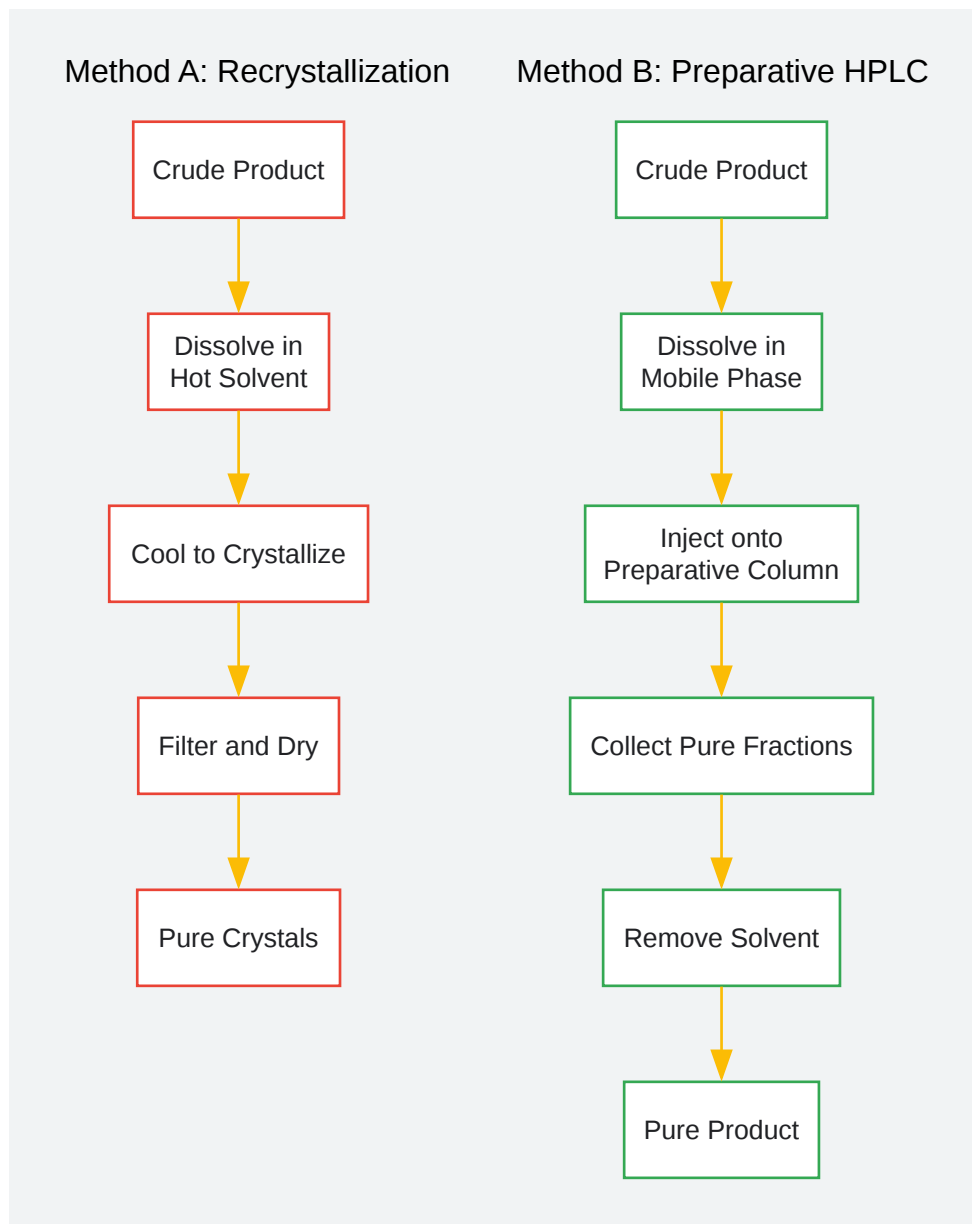 Method A: Recrystallization
Crude Product
Dissolve in
Hot Solvent
Cool to Crystallize
Filter and Dry
Pure Crystals
Method B: Preparative HPLC
Crude Product
Dissolve in
Mobile Phase
Inject onto
Preparative Column
Collect Pure Fractions
Remove Solvent
Pure Product